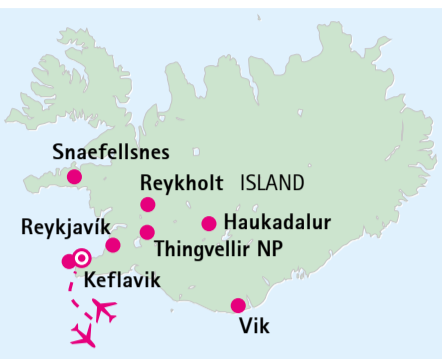 Snaefellsnes
Reykholt ISLAND
Reykjavík Haukadalur
Thingvellir NP
Keflavik
Vik